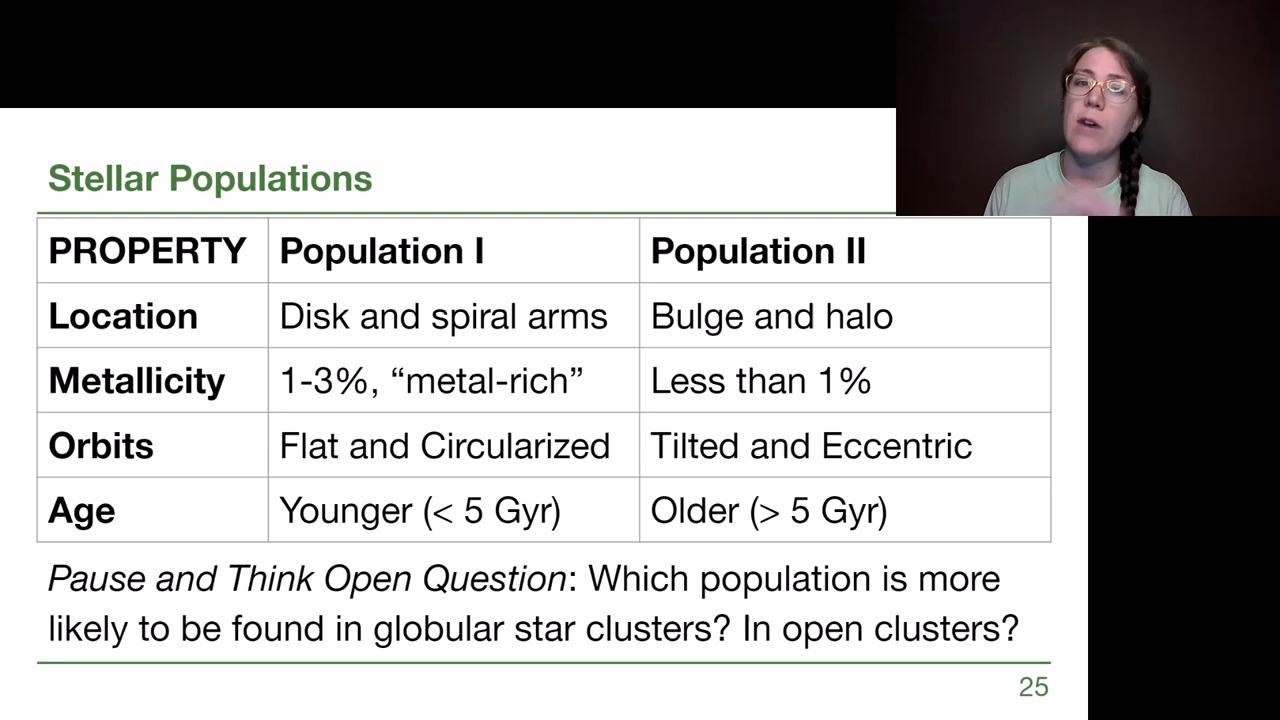 Stellar Populations
PROPERTY Population I Population II
Location Disk and spiral arms Bulge and halo
Metallicity 1-3%, “metal-rich” Less than 1%
Orbits Flat and Circularized Tilted and Eccentric
Age Younger (< 5 Gyr) Older (> 5 Gyr)
Pause and Think Open Question: Which population is more
likely to be found in globular star clusters? In open clusters?
25